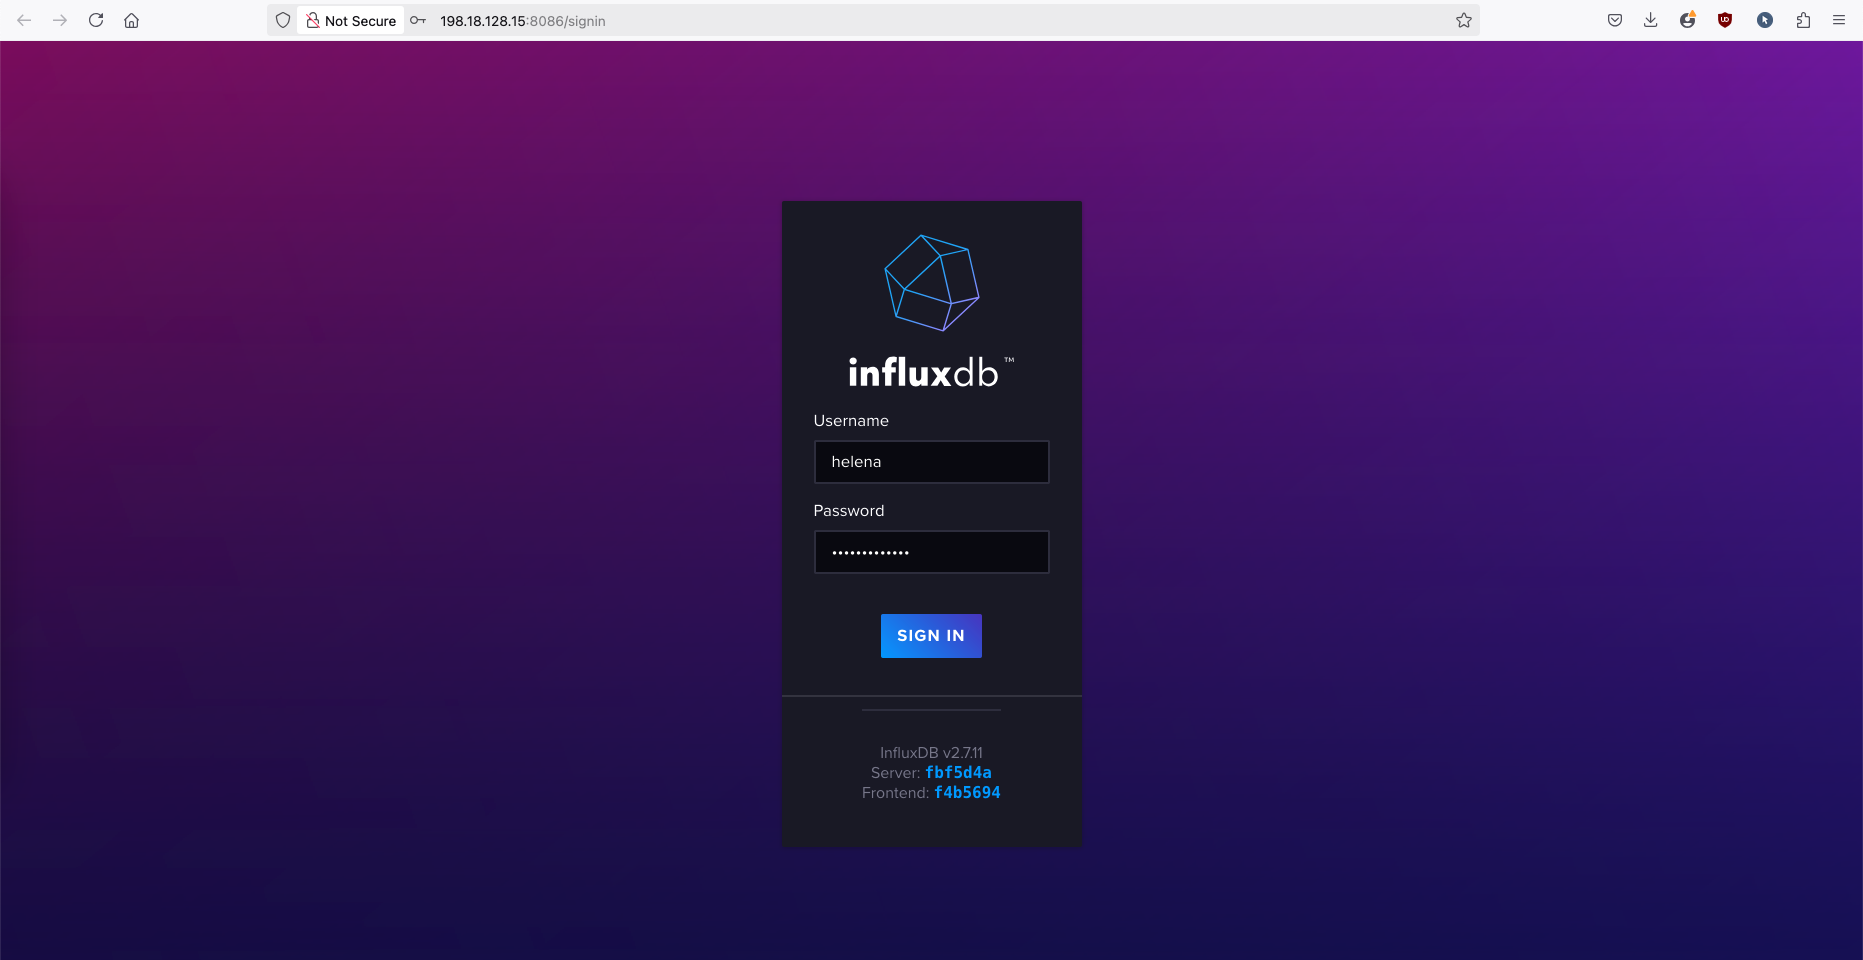 Not Secure 198.18.128.15:8086/signin
influxdb™
Username
helena
Password
•••••••••••••
SIGN IN
InfluxDB v2.7.11
Server: fbf5d4a
Frontend: f4b5694